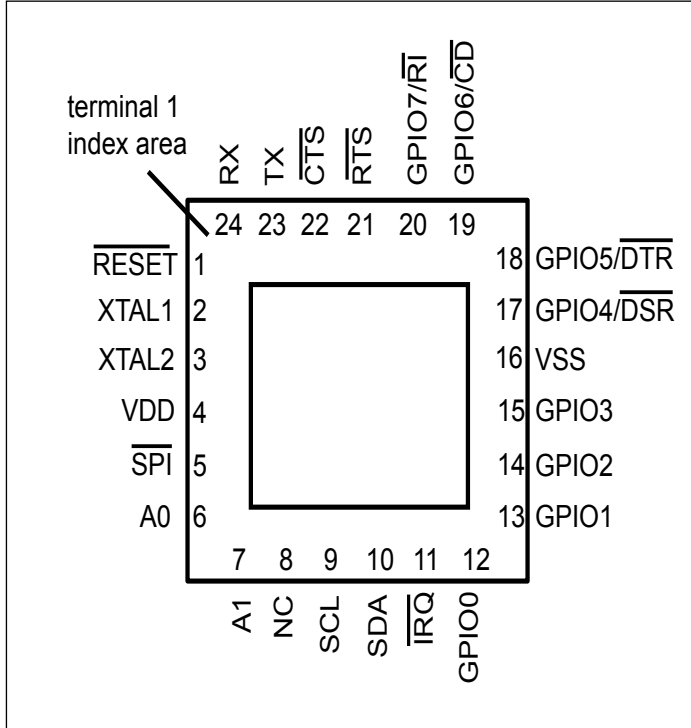 terminal 1
index area
RX
TX
CTS
RTS
GPIO7/RI
GPIO6/CD
24 23 22 21 20 19
RESET 1
XTAL1 2
XTAL2 3
VDD 4
SPI 5
A0 6
18 GPIO5/DTR
17 GPIO4/DSR
16 VSS
15 GPIO3
14 GPIO2
13 GPIO1
7 8 9 10 11 12
A1
NC
SCL
SDA
IRQ
GPIO0